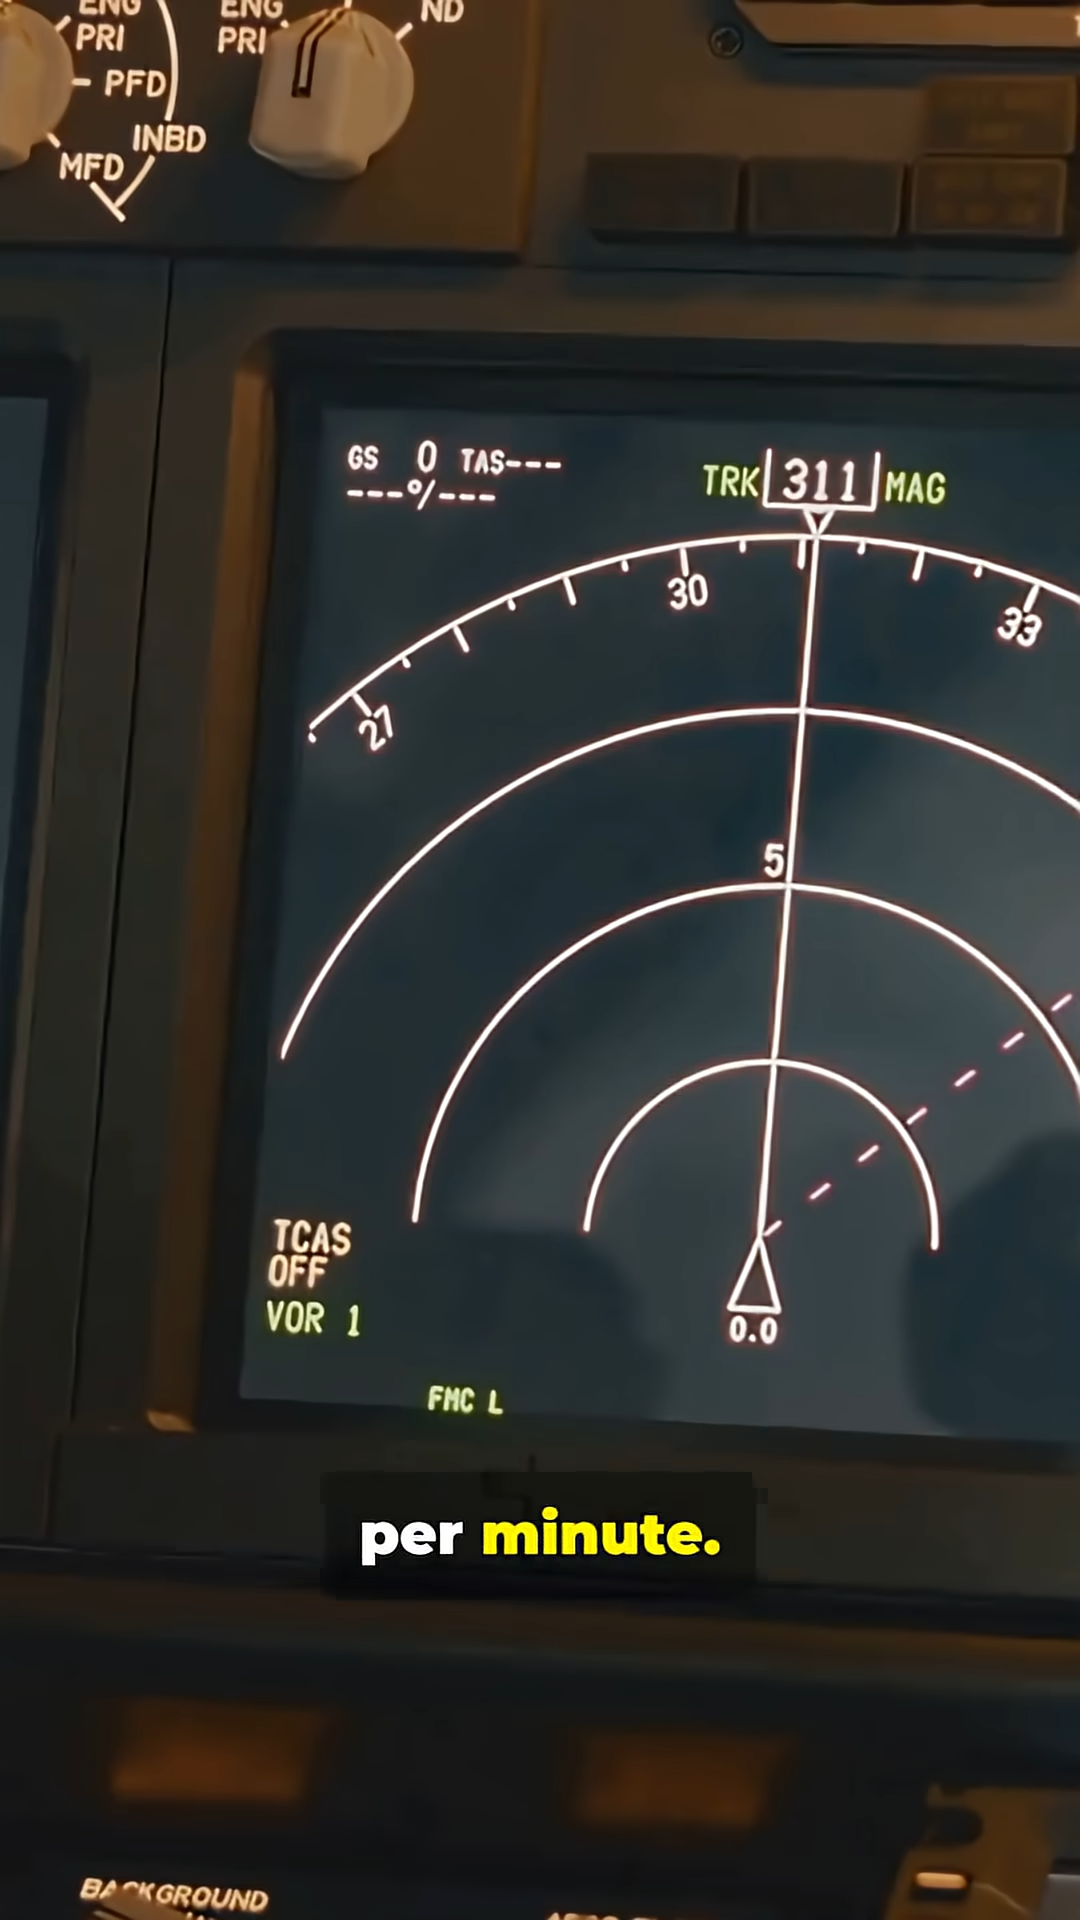 ENG
PRI
PFD
INBD
MFD
ENG
PRI
ND
GS 0 TAS---
---°/---
TRK 311 MAG
27
30
33
5
TCAS
OFF
VOR 1
0.0
FMC L
per minute.
BACKGROUND